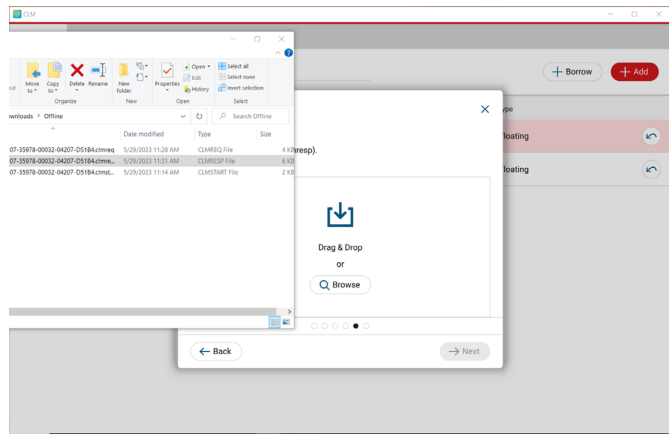 CLM
Borrow
Add
Move to
Copy to
Delete
Rename
New folder
Properties
Open
Edit
History
Select all
Select none
Invert selection
Organize
New
Open
Select
wnloads > Offline
Search Offline
Date modified
Type
Size
07-35978-00032-04207-D5184.clmreq 5/29/2023 11:28 AM CLMREQ File 4 KB
07-35978-00032-04207-D5184.clmre... 5/29/2023 11:31 AM CLMRESP File 6 KB
07-35978-00032-04207-D5184.clmst... 5/29/2023 11:14 AM CLMSTART File 2 KB
ype
loating
loating
mresp).
Drag & Drop
or
Browse
Back
Next